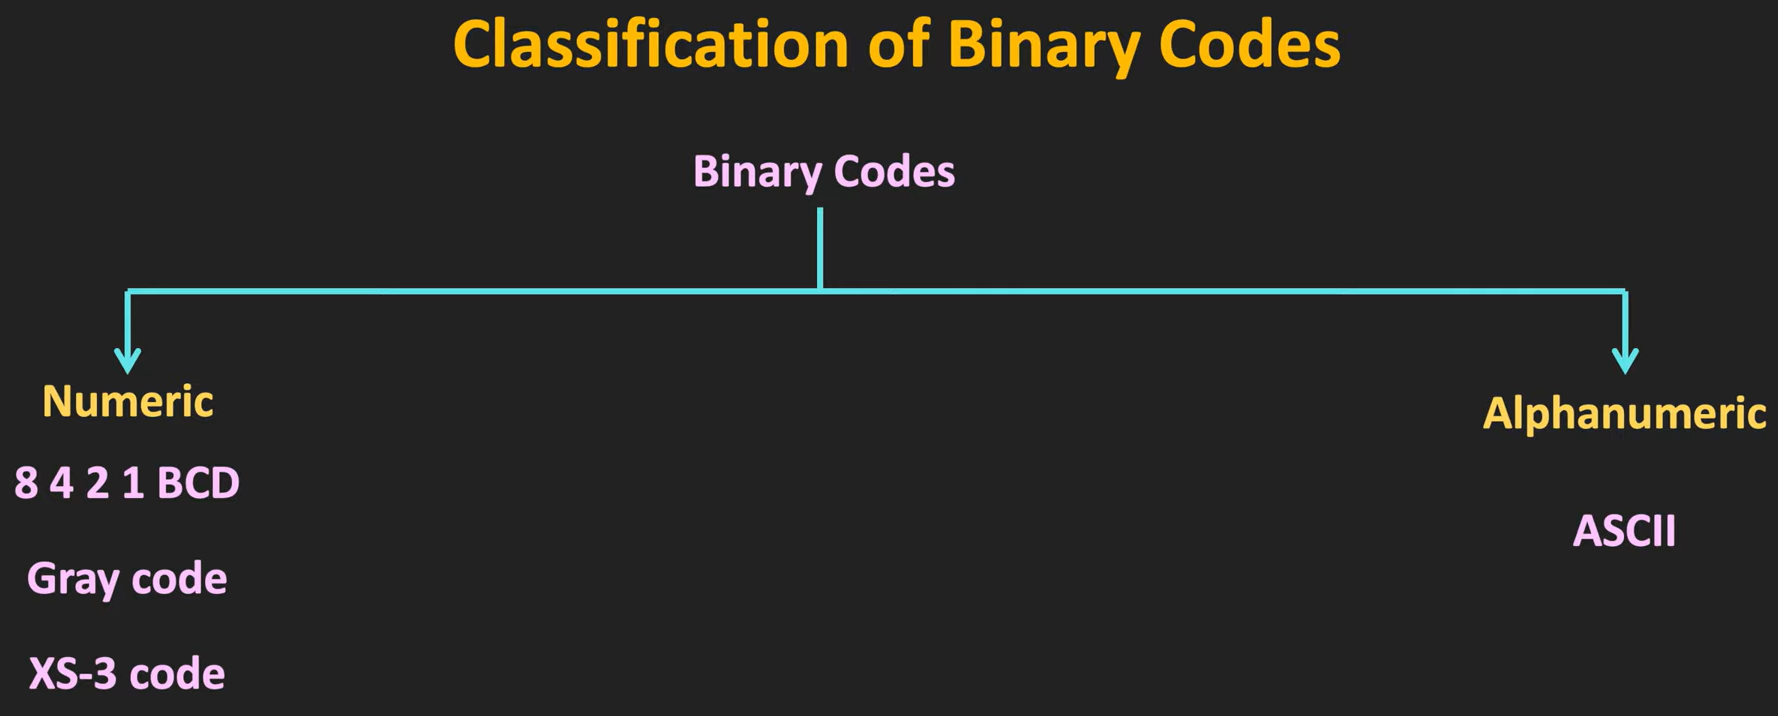 Classification of Binary Codes
Binary Codes
Numeric
8 4 2 1 BCD
Gray code
XS-3 code
Alphanumeric
ASCII